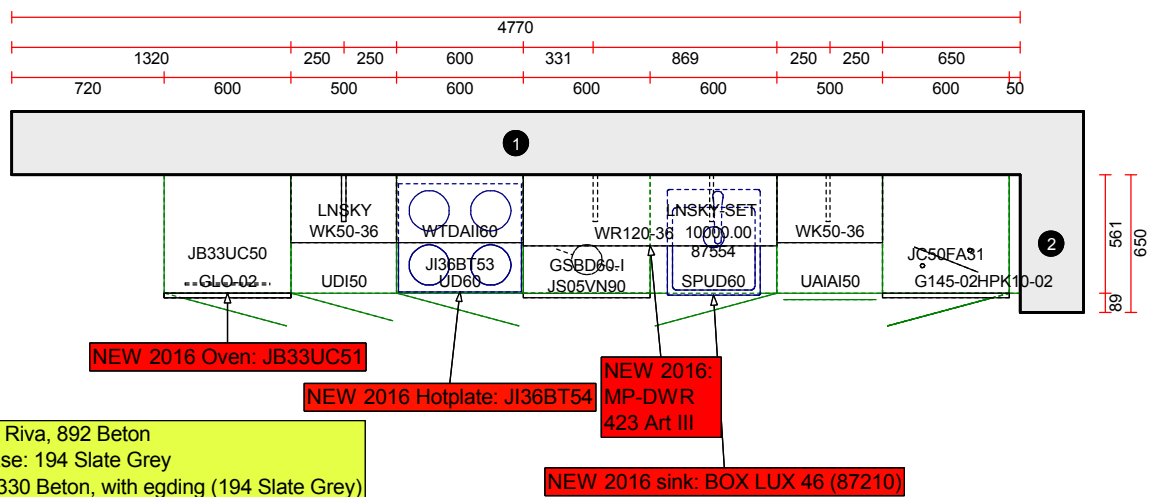 4770
1320 250 250 600 331 869 250 250 650
720 600 500 600 600 600 500 600 50
1
2
561
650
89
LNSKY
WK50-36
WTDAII60
WR120-36
LNSKY-SET
10000.00
87554
WK50-36
JB33UC50
GLO-02
UDI50
JI36BT53
UD60
GSBD60-I
JS05VN90
SPUD60
UAIAI50
JC50FA31
G145-02HPK10-02
NEW 2016 Oven: JB33UC51
NEW 2016 Hotplate: JI36BT54
NEW 2016:
MP-DWR
423 Art III
NEW 2016 sink: BOX LUX 46 (87210)
Riva, 892 Beton
se: 194 Slate Grey
330 Beton, with egding (194 Slate Grey)